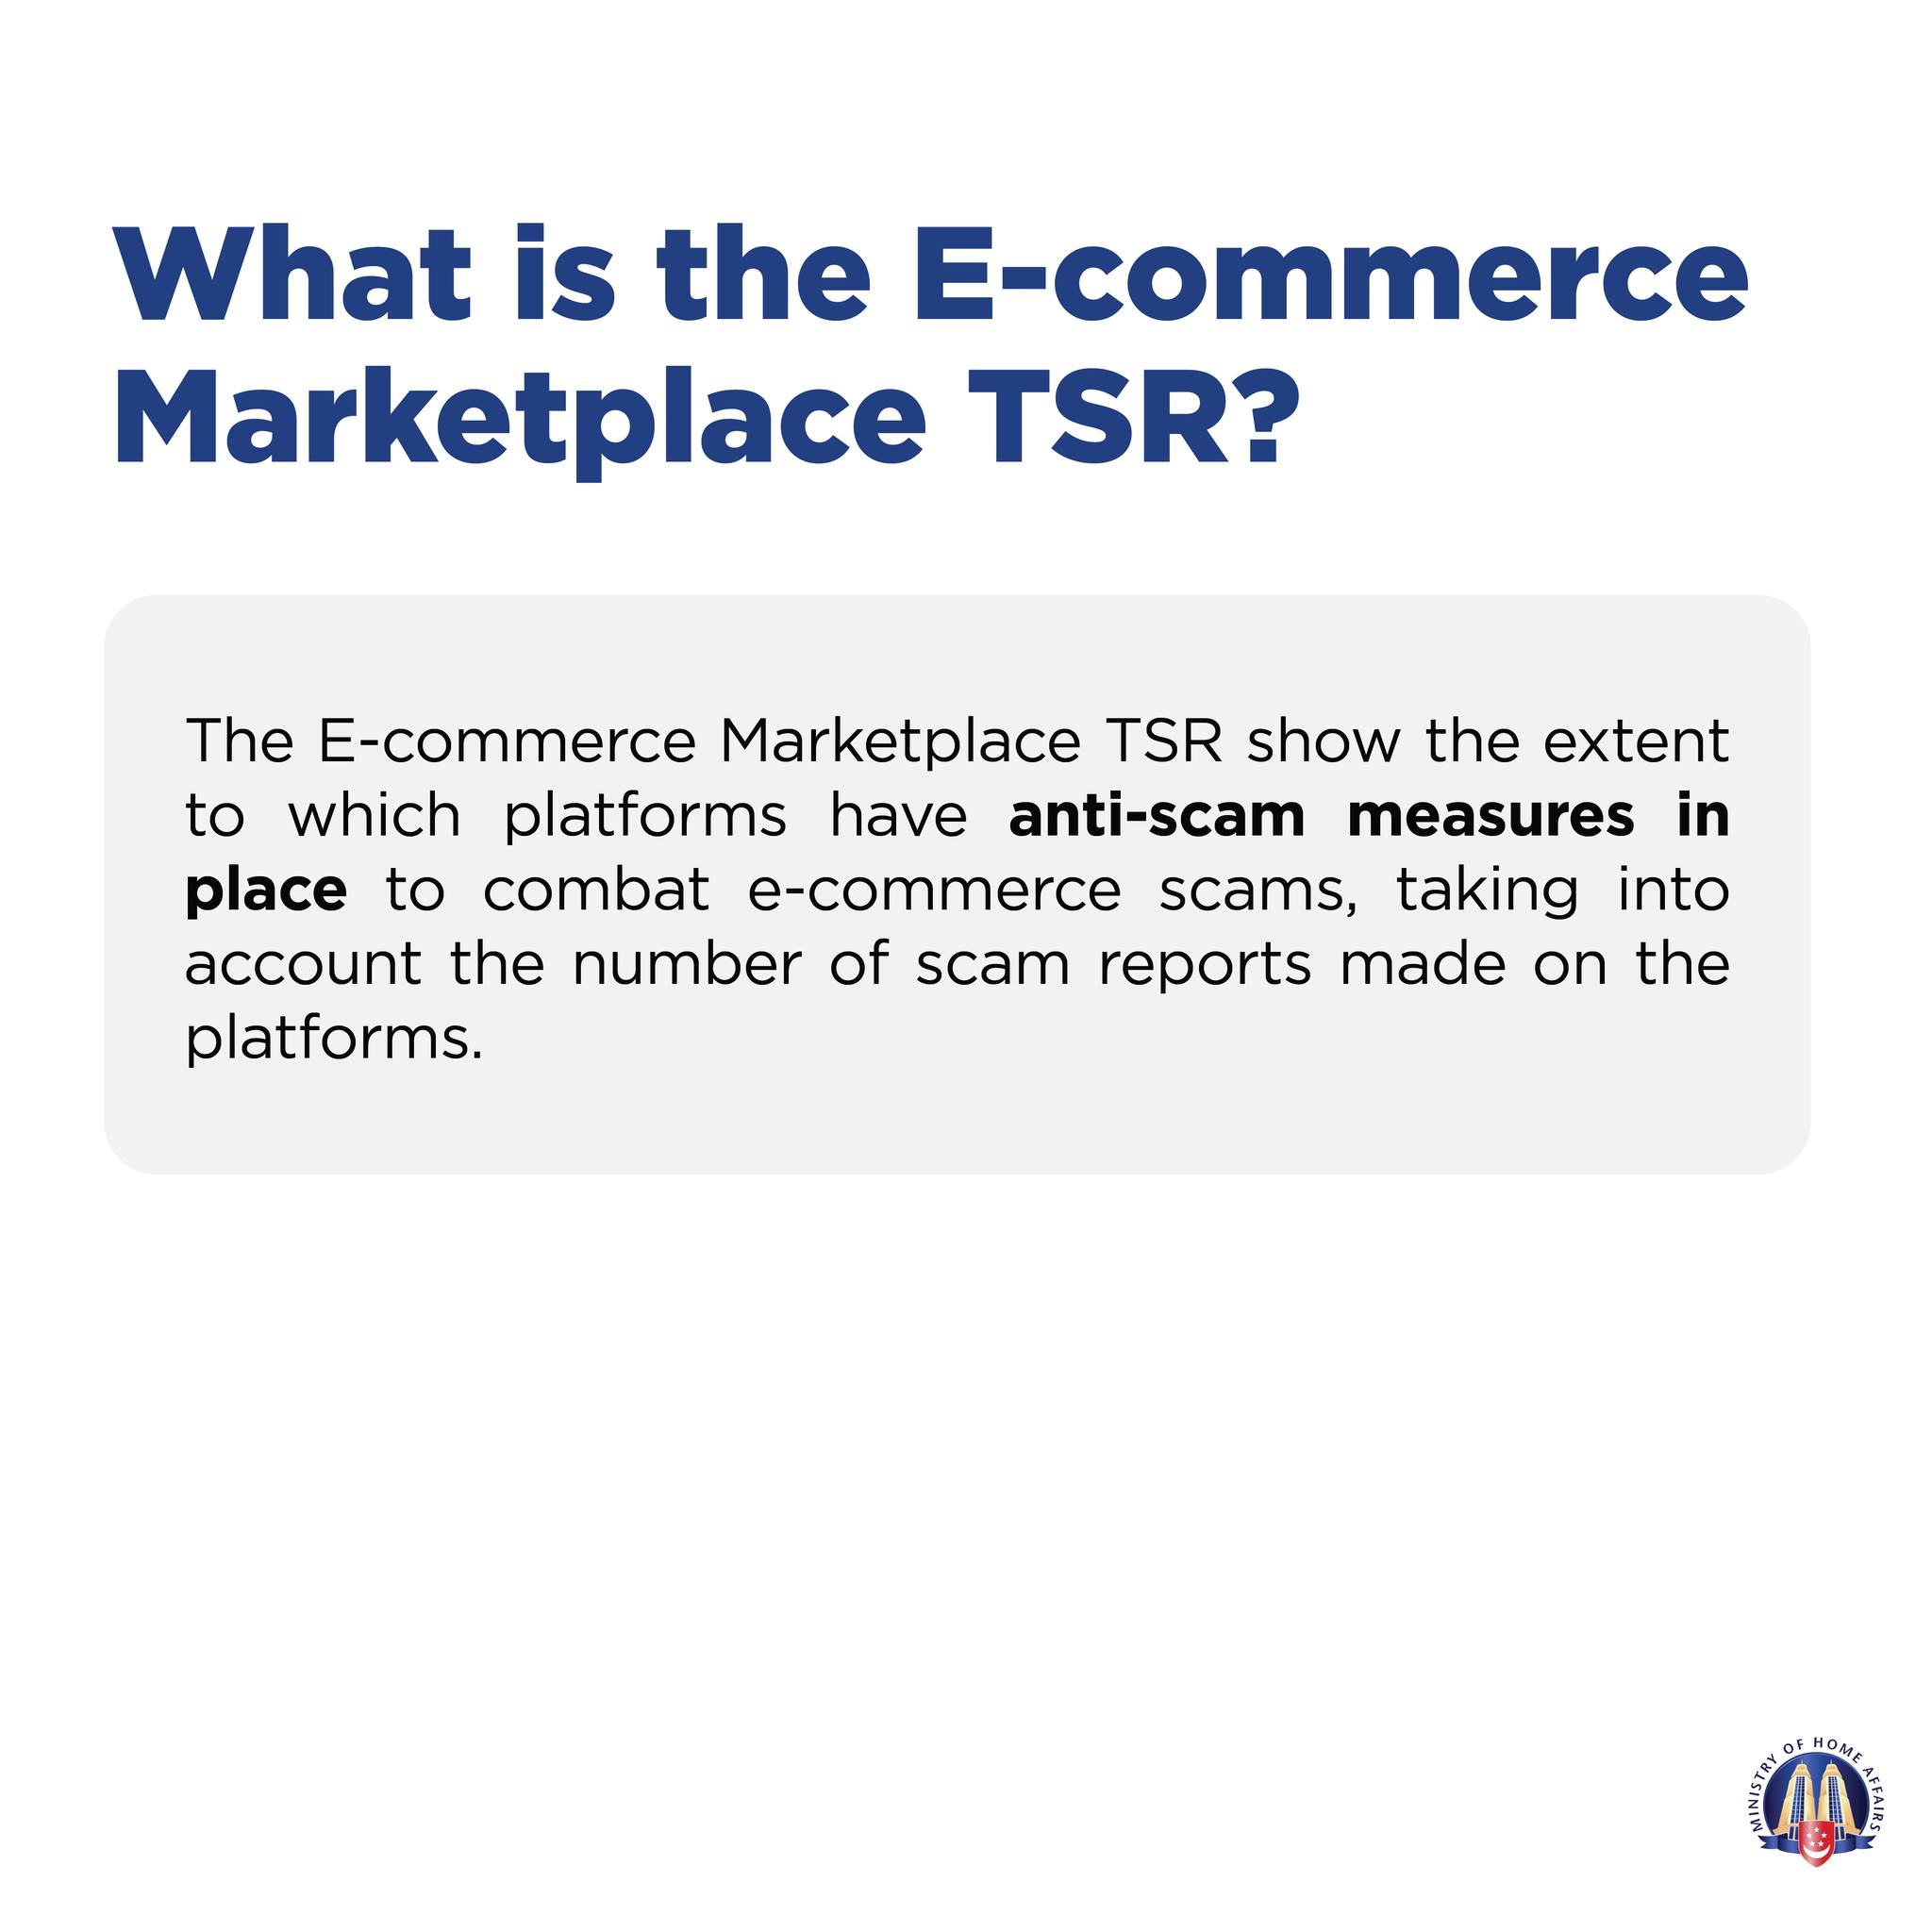 What is the E-commerce
Marketplace TSR?
The E-commerce Marketplace TSR show the extent
to which platforms have anti-scam measures in
place to combat e-commerce scams, taking into
account the number of scam reports made on the
platforms.
MINISTRY OF HOME AFFAIRS